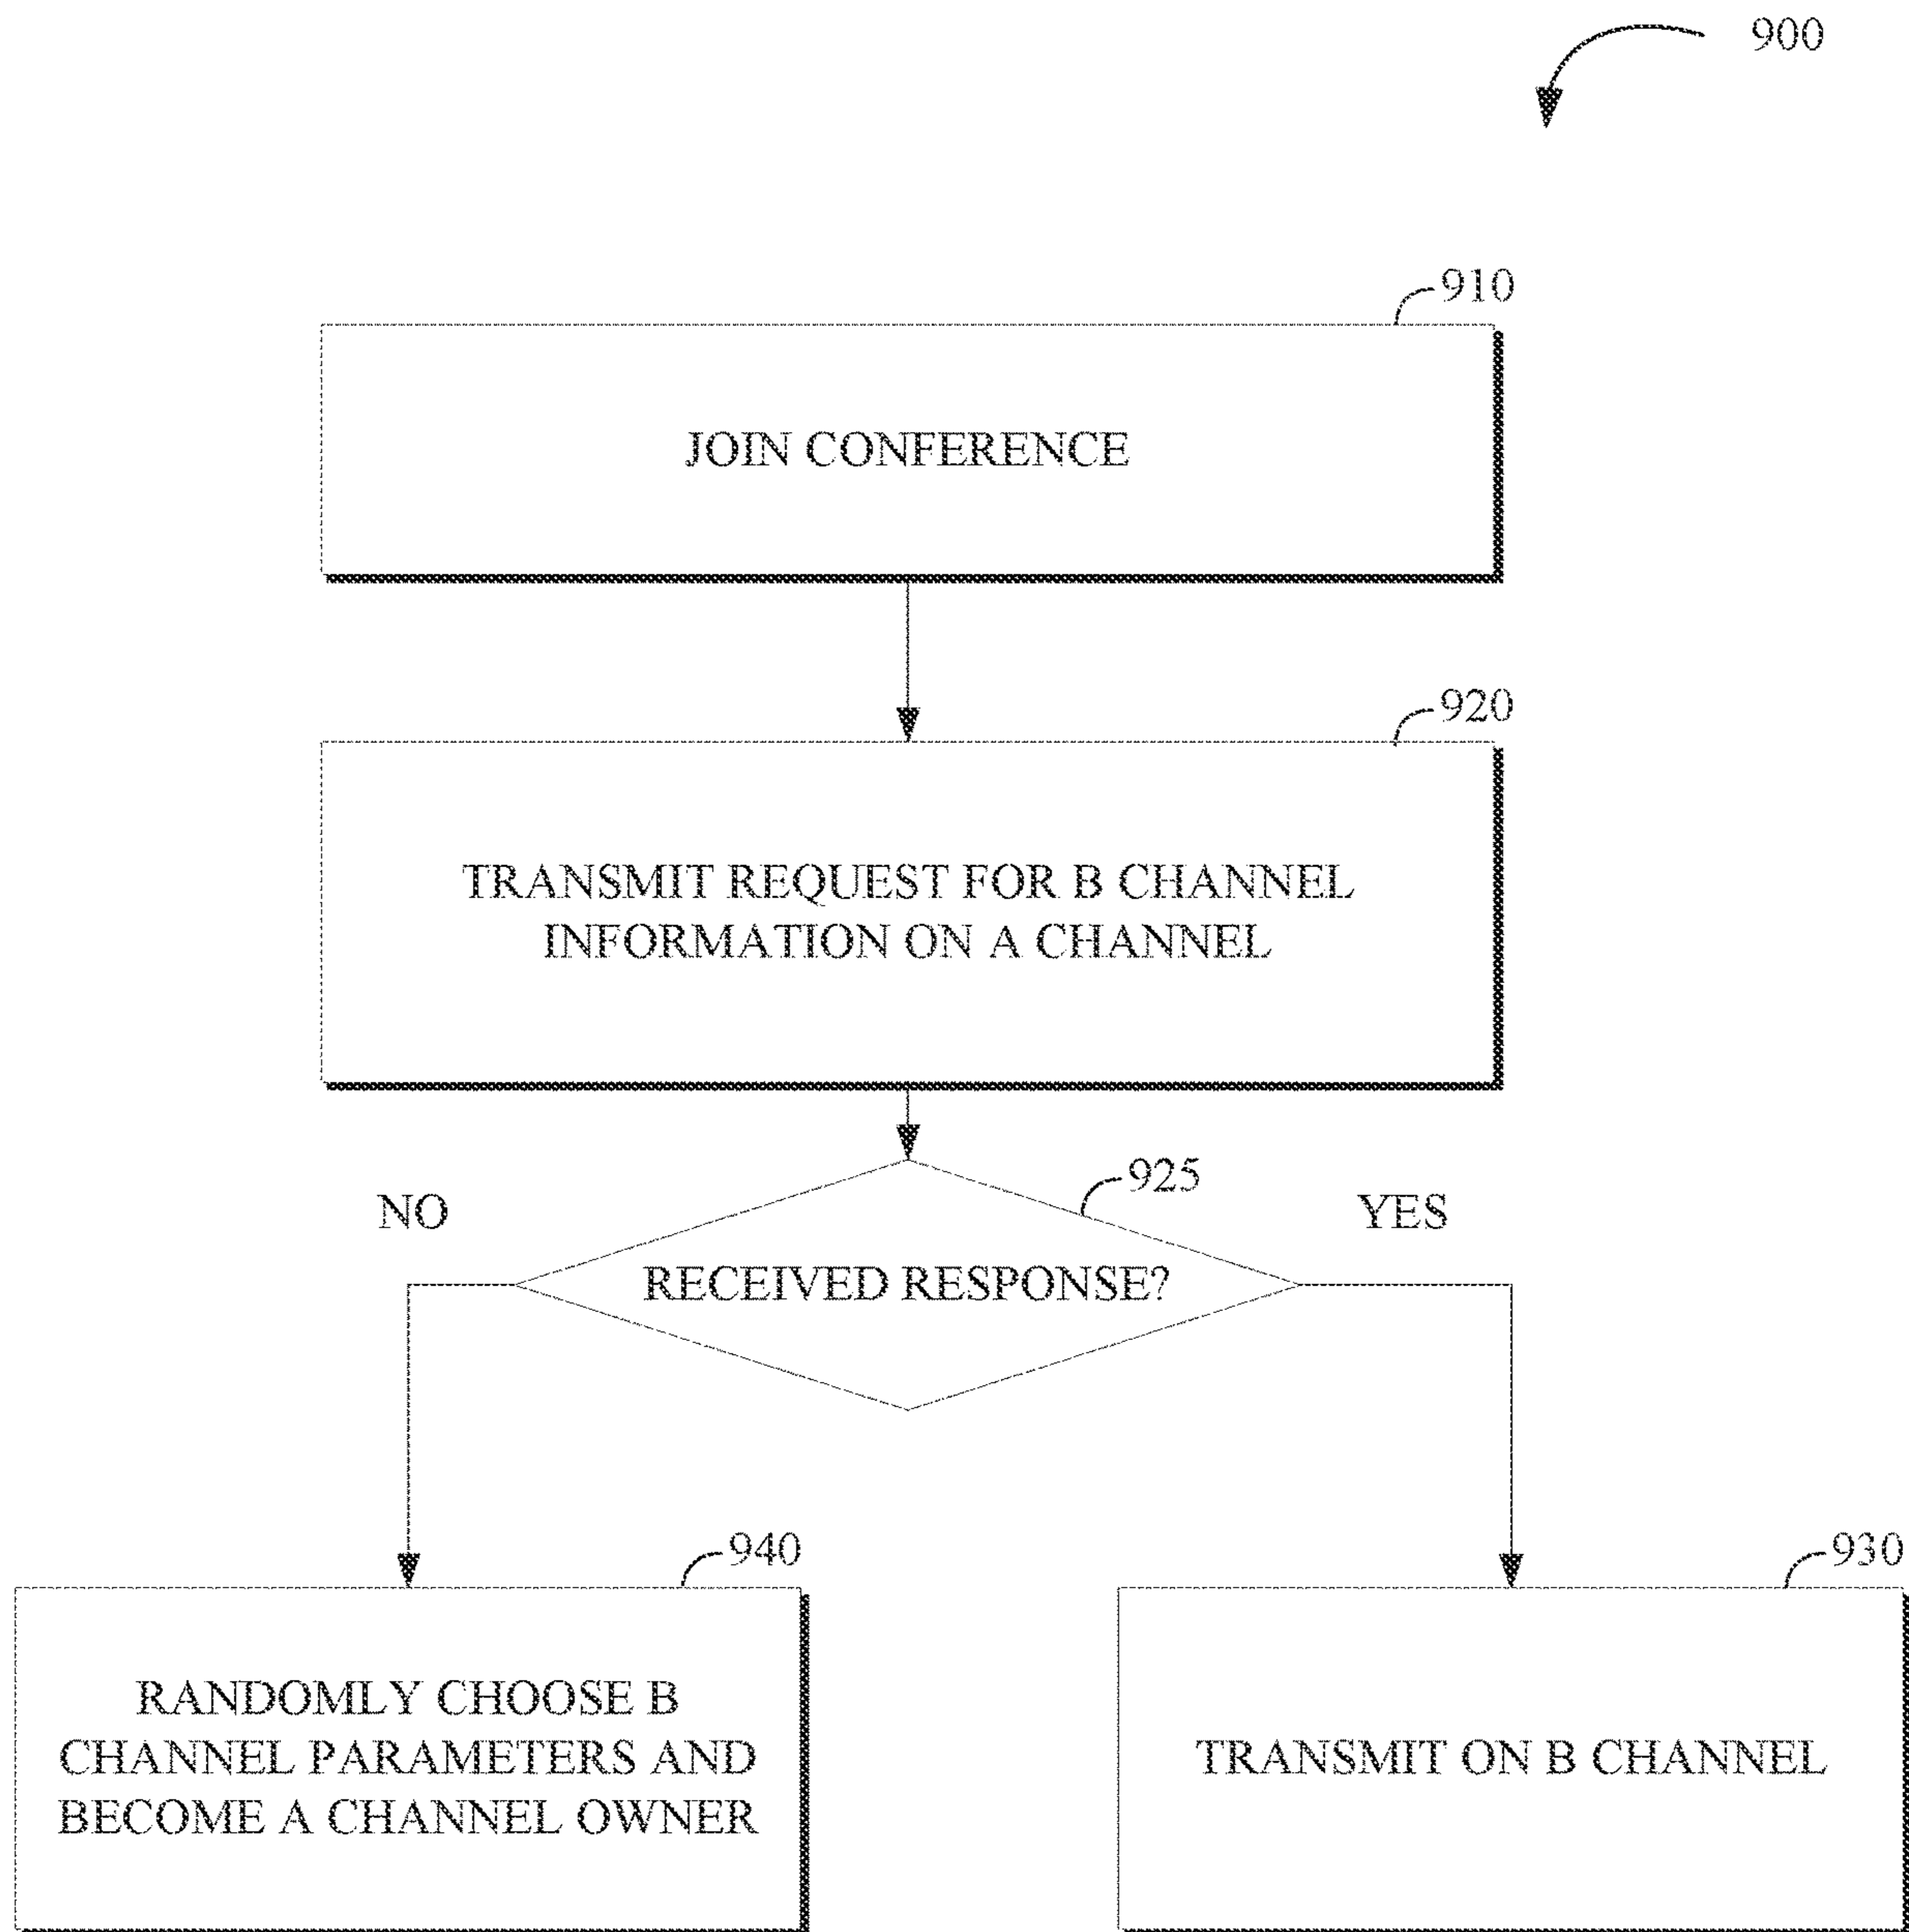 900
910
JOIN CONFERENCE
920
TRANSMIT REQUEST FOR B CHANNEL
INFORMATION ON A CHANNEL
925
NO
YES
RECEIVED RESPONSE?
940
930
RANDOMLY CHOOSE B
CHANNEL PARAMETERS AND
BECOME A CHANNEL OWNER
TRANSMIT ON B CHANNEL